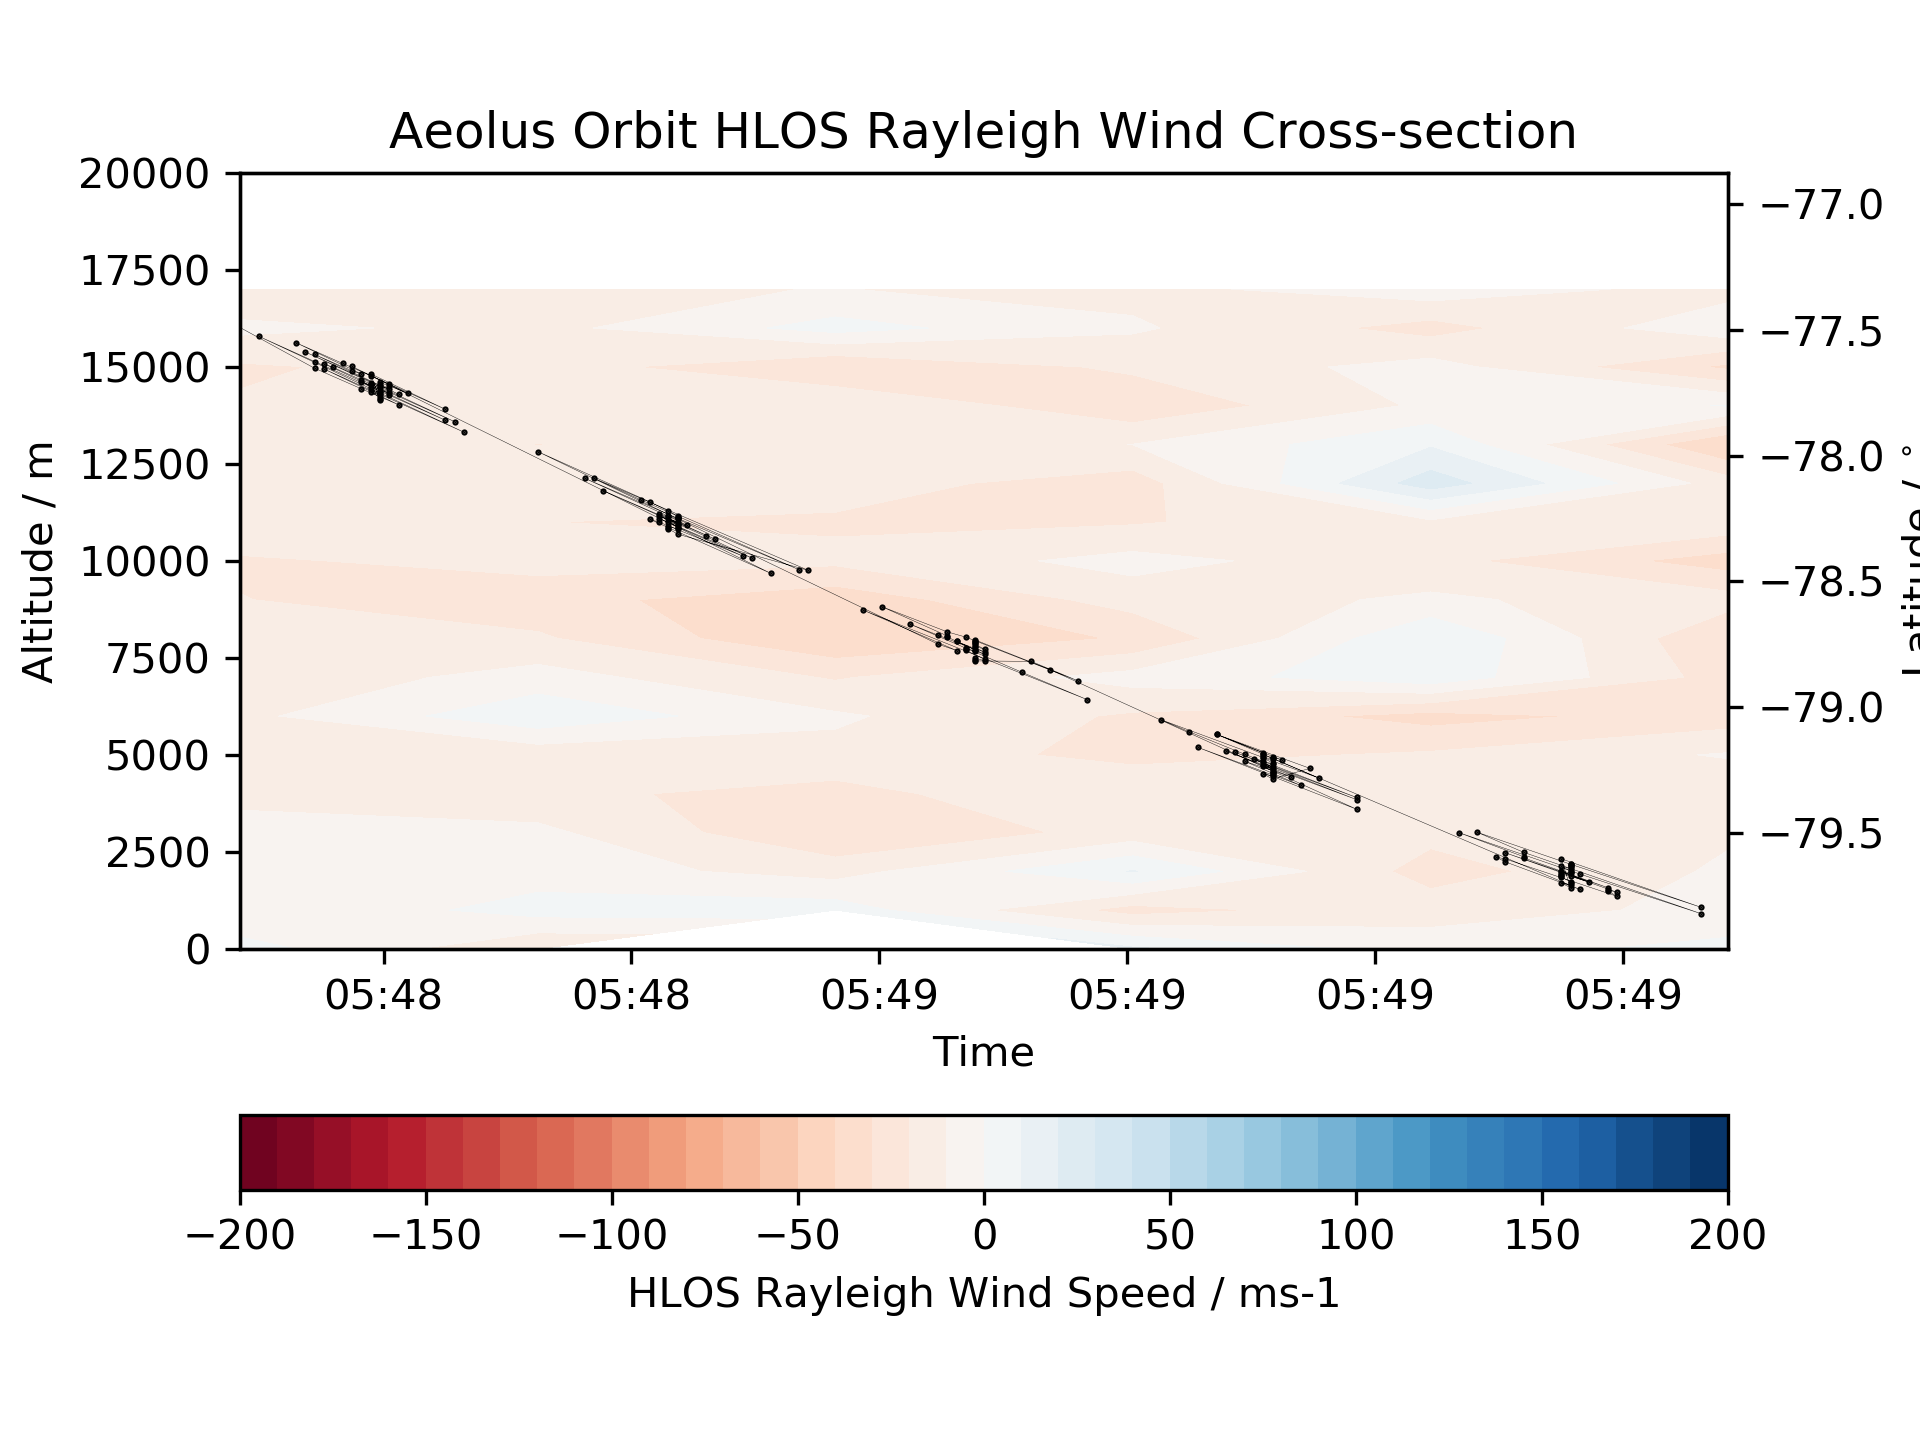 Aeolus Orbit HLOS Rayleigh Wind Cross-section
20000
17500
15000
12500
10000
7500
5000
2500
0
Altitude / m
−77.0
−77.5
−78.0
−78.5
−79.0
−79.5
Latitude / °
05:48 05:48 05:49 05:49 05:49 05:49
Time
−200 −150 −100 −50 0 50 100 150 200
HLOS Rayleigh Wind Speed / ms-1